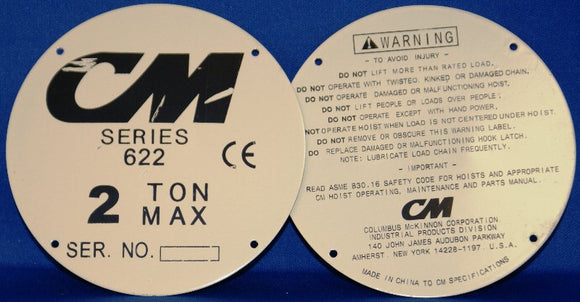 CM
SERIES
622
CE
2 TON
MAX
SER. NO.
WARNING
- TO AVOID INJURY -
DO NOT LIFT MORE THAN RATED LOAD.
DO NOT OPERATE WITH TWISTED, KINKED OR DAMAGED CHAIN.
DO NOT OPERATE DAMAGED OR MALFUNCTIONING HOIST.
DO NOT LIFT PEOPLE OR LOADS OVER PEOPLE.
DO NOT OPERATE EXCEPT WITH HAND POWER.
NOT OPERATE HOIST WHEN LOAD IS NOT CENTERED UNDER HOIST.
DO NOT REMOVE OR OBSCURE THIS WARNING LABEL.
DO REPLACE DAMAGED OR MALFUNCTIONING HOOK LATCH.
NOTE: LUBRICATE LOAD CHAIN FREQUENTLY.
- IMPORTANT -
READ ASME B30.16 SAFETY CODE FOR HOISTS AND APPROPRIATE
CM HOIST OPERATING, MAINTENANCE AND PARTS MANUAL.
CM
COLUMBUS McKINNON CORPORATION
INDUSTRIAL PRODUCTS DIVISION
140 JOHN JAMES AUDUBON PARKWAY
AMHERST, NEW YORK 14228-1197, U.S.A.
MADE IN CHINA TO CM SPECIFICATIONS